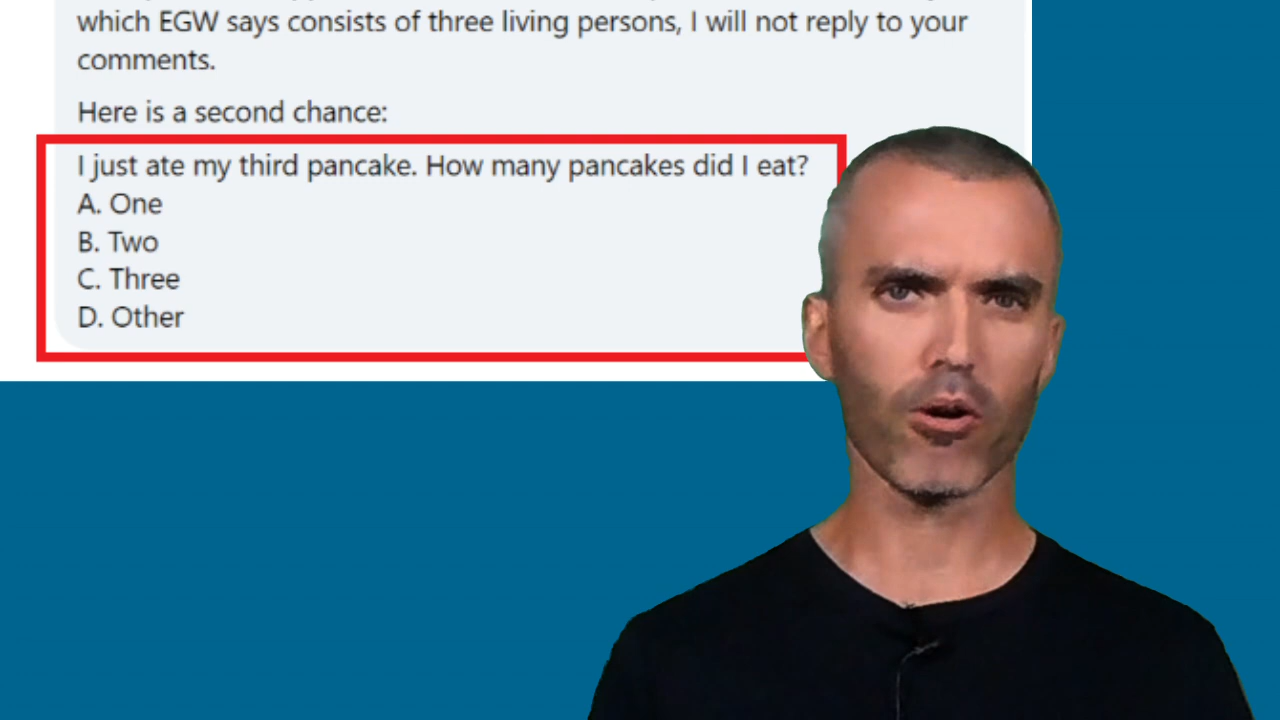 which EGW says consists of three living persons, I will not reply to your
comments.
Here is a second chance:
I just ate my third pancake. How many pancakes did I eat?
A. One
B. Two
C. Three
D. Other